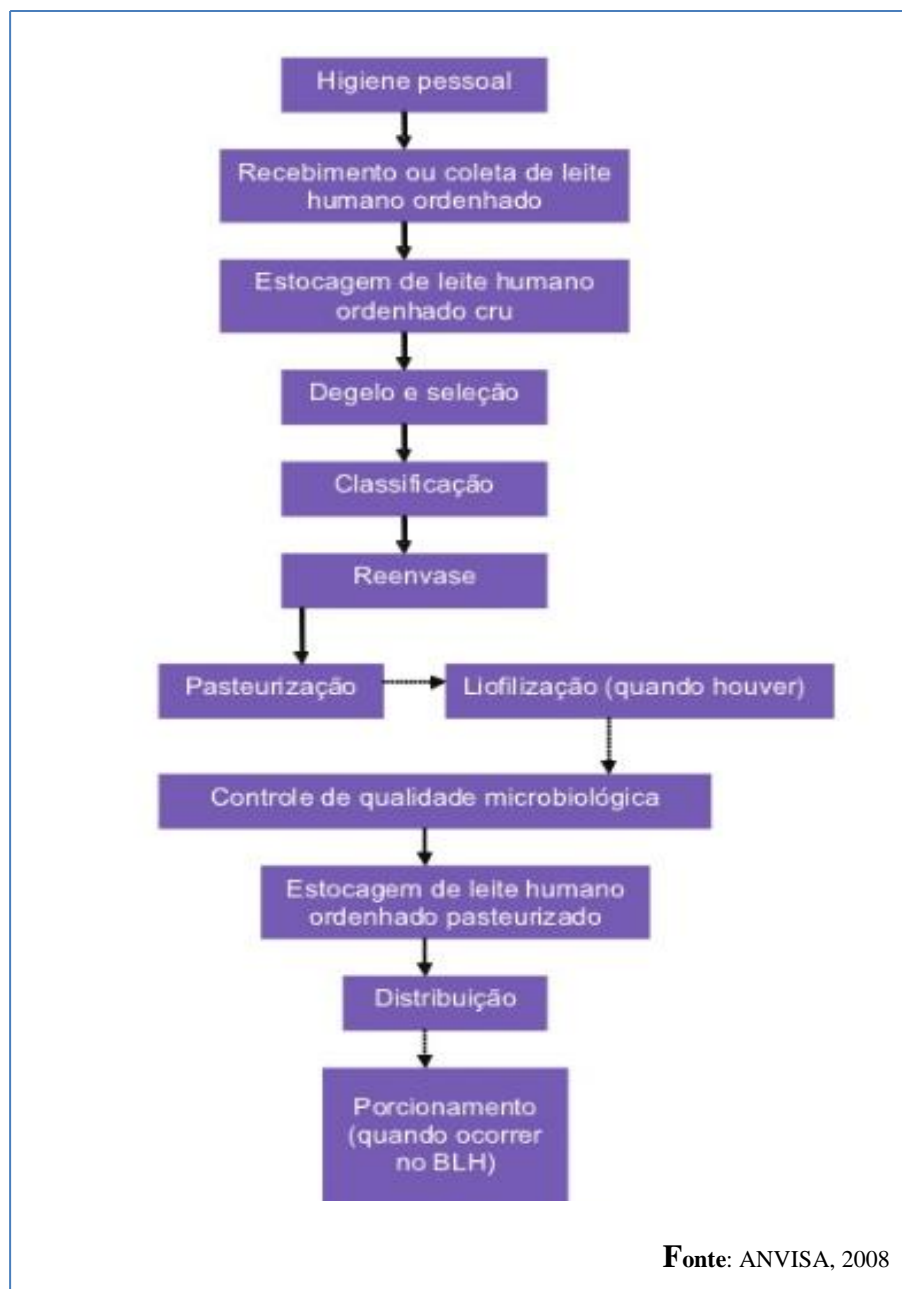 Higiene pessoal
Recebimento ou coleta de leite
humano ordenhado
Estocagem de leite humano
ordenhado cru
Degelo e seleção
Classificação
Reenvase
Pasteurização
Liofilização (quando houver)
Controle de qualidade microbiológica
Estocagem de leite humano
ordenhado pasteurizado
Distribuição
Porcionamento
(quando ocorrer
no BLH)
Fonte: ANVISA, 2008